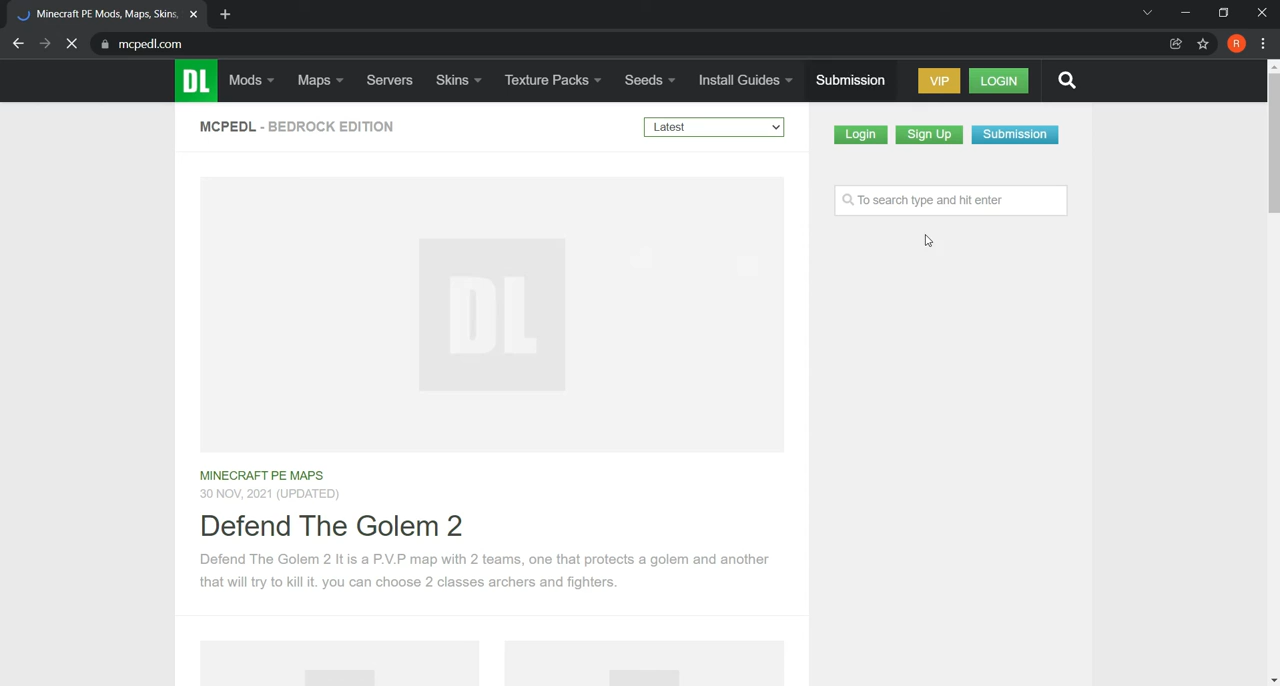 Minecraft PE Mods, Maps, Skins,
mcpedl.com
R
DL Mods Maps Servers Skins Texture Packs Seeds Install Guides Submission VIP LOGIN
MCPEDL - BEDROCK EDITION
Latest
Login Sign Up Submission
To search type and hit enter
DL
MINECRAFT PE MAPS
30 NOV, 2021 (UPDATED)
Defend The Golem 2
Defend The Golem 2 It is a P.V.P map with 2 teams, one that protects a golem and another
that will try to kill it. you can choose 2 classes archers and fighters.